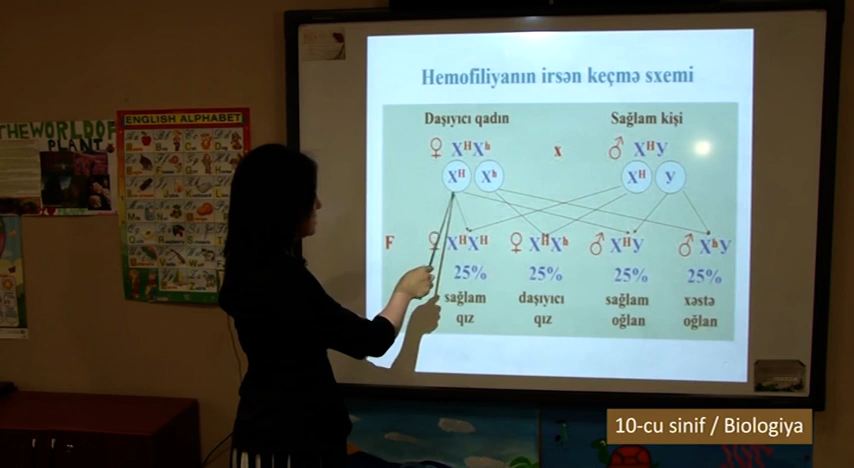 Hemofiliyanın irsən keçmə sxemi
Daşıyıcı qadın Sağlam kişi
♀ XᴴXʰ x ♂ XᴴY
Xᴴ Xʰ Xᴴ Y
F ♀ XᴴXᴴ ♀ XᴴXʰ ♂ XᴴY ♂ XʰY
25% 25% 25% 25%
sağlam daşıyıcı sağlam xəstə
qız qız oğlan oğlan
THE WORLD OF
PLANT
ENGLISH ALPHABET
10-cu sinif / Biologiya